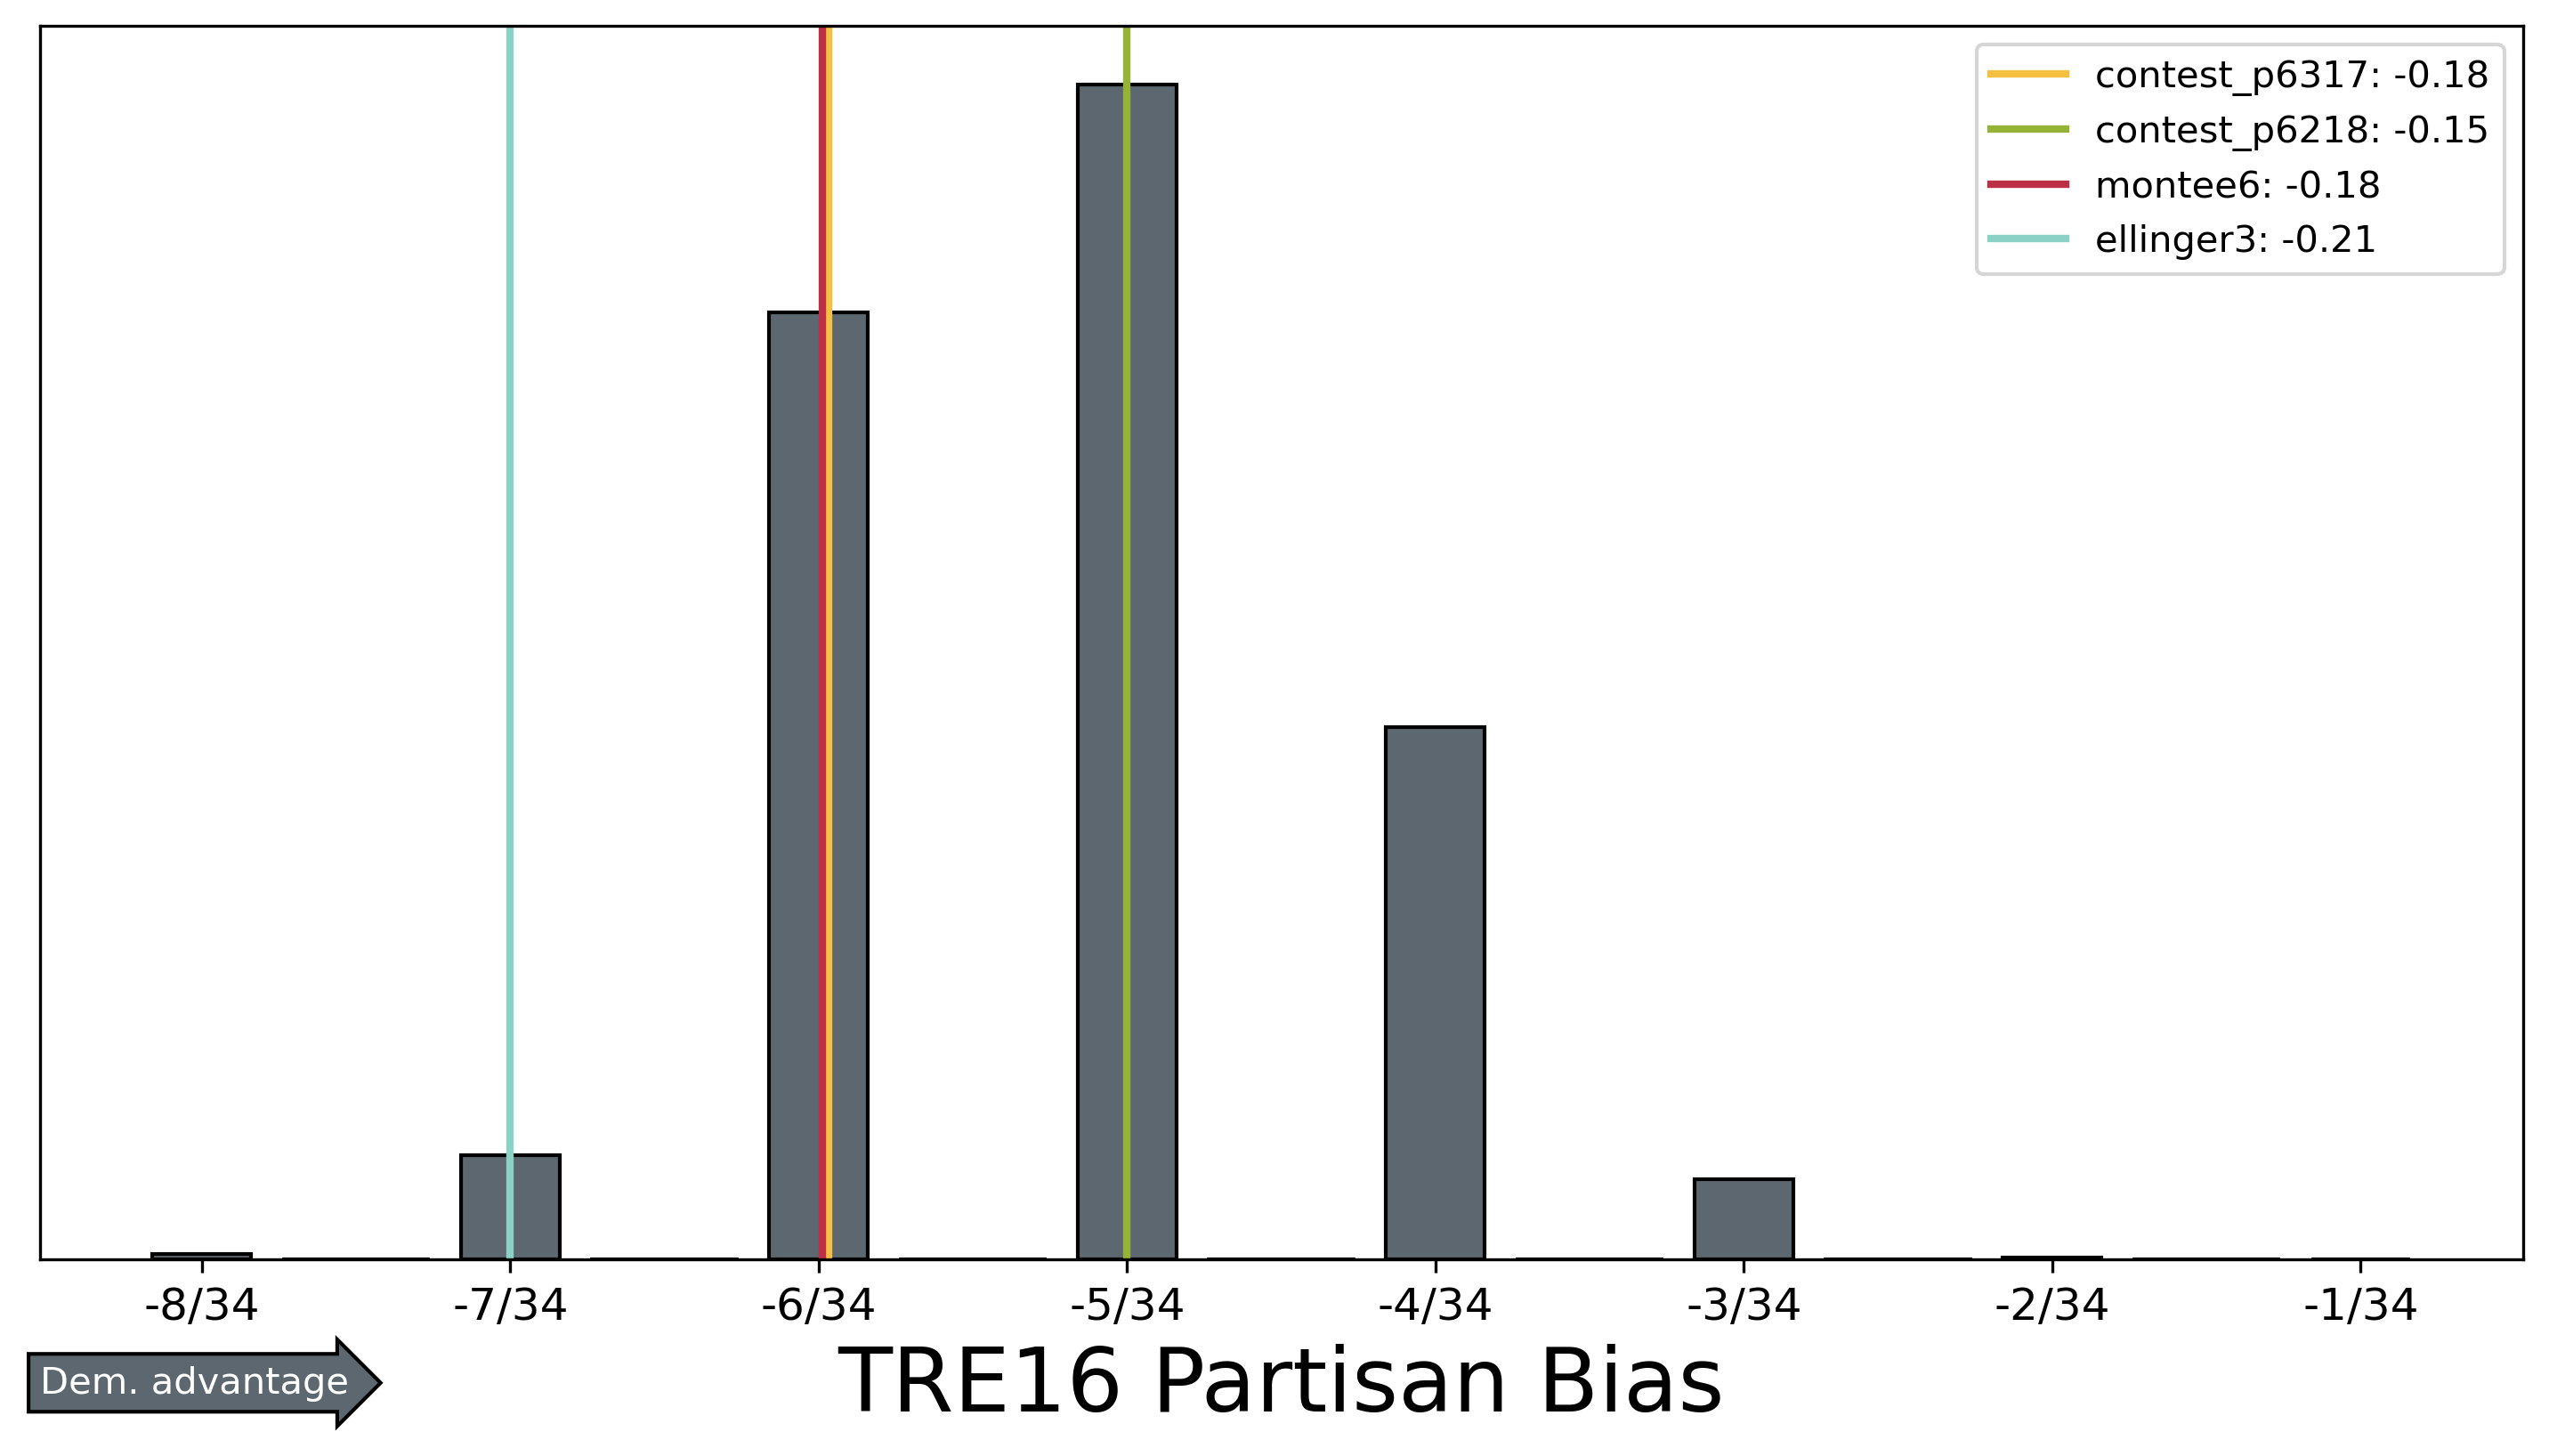 contest_p6317: -0.18
contest_p6218: -0.15
montee6: -0.18
ellinger3: -0.21
-8/34 -7/34 -6/34 -5/34 -4/34 -3/34 -2/34 -1/34
Dem. advantage
TRE16 Partisan Bias